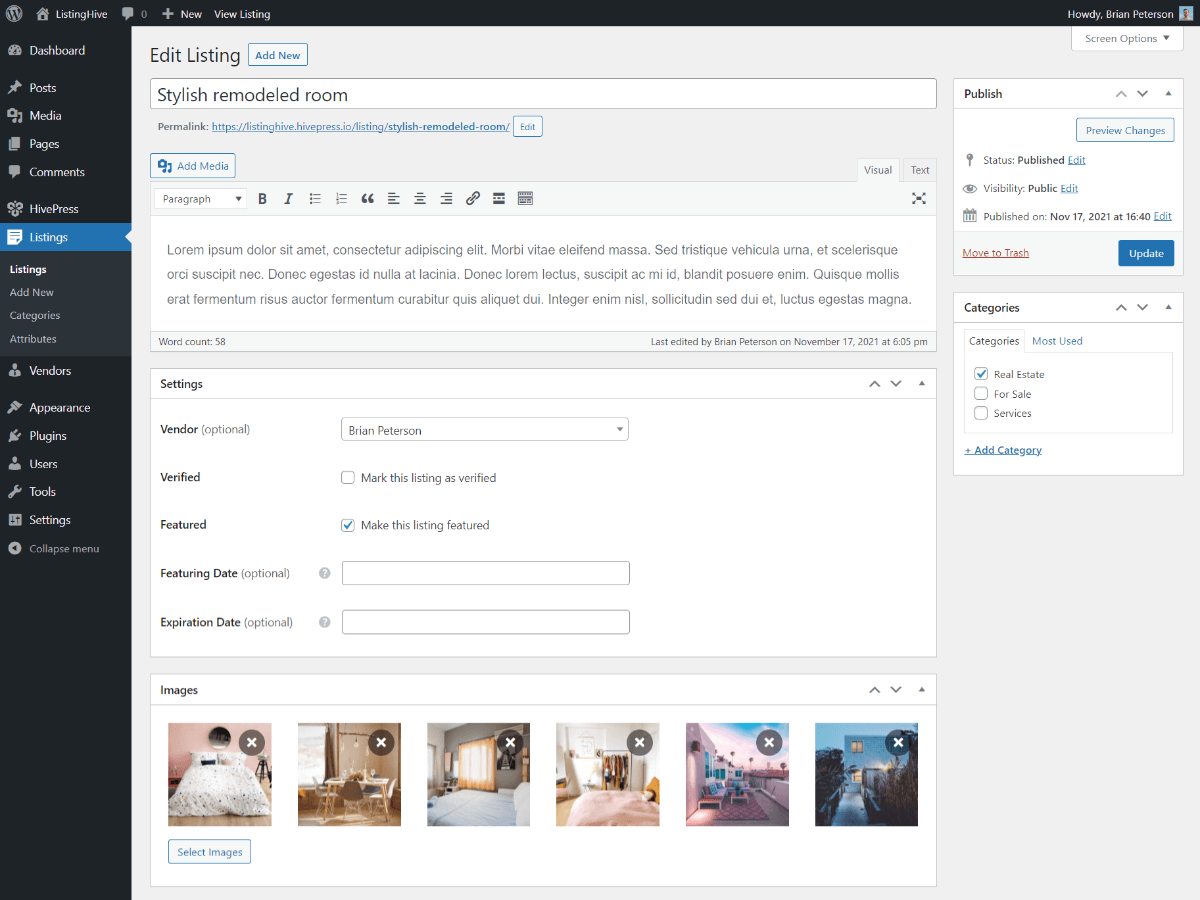 ListingHive 0 New View Listing Howdy, Brian Peterson
Screen Options
Dashboard
Posts
Media
Pages
Comments
HivePress
Listings
Listings
Add New
Categories
Attributes
Vendors
Appearance
Plugins
Users
Tools
Settings
Collapse menu
Edit Listing Add New
Stylish remodeled room
Permalink: https://listinghive.hivepress.io/listing/stylish-remodeled-room/ Edit
Add Media
Visual Text
Paragraph B I
Lorem ipsum dolor sit amet, consectetur adipiscing elit. Morbi vitae eleifend massa. Sed tristique vehicula urna, et scelerisque
orci suscipit nec. Donec egestas id nulla at lacinia. Donec lorem lectus, suscipit ac mi id, blandit posuere enim. Quisque mollis
erat fermentum risus auctor fermentum curabitur quis aliquet dui. Integer enim nisl, sollicitudin sed dui et, luctus egestas magna.
Word count: 58 Last edited by Brian Peterson on November 17, 2021 at 6:05 pm
Settings
Vendor (optional) Brian Peterson
Verified Mark this listing as verified
Featured Make this listing featured
Featuring Date (optional) ?
Expiration Date (optional) ?
Images
Select Images
Publish
Preview Changes
Status: Published Edit
Visibility: Public Edit
Published on: Nov 17, 2021 at 16:40 Edit
Move to Trash Update
Categories
Categories Most Used
Real Estate
For Sale
Services
+ Add Category